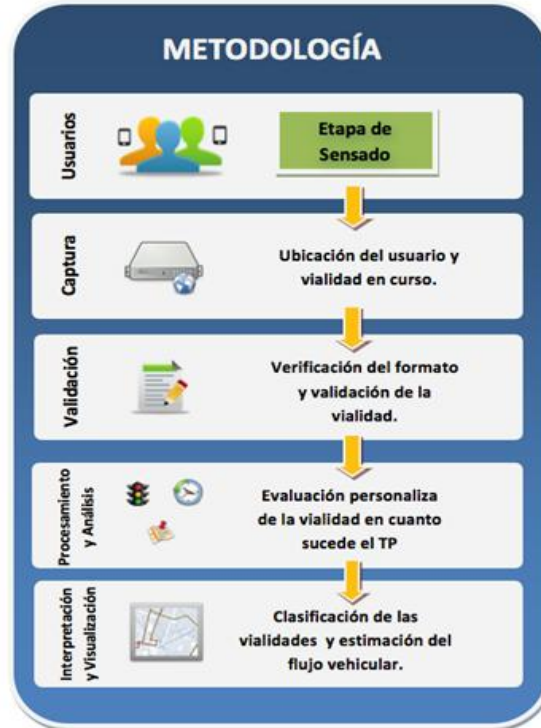 METODOLOGÍA
Usuarios
Etapa de
Sensado
Captura
Ubicación del usuario y
vialidad en curso.
Validación
Verificación del formato
y validación de la
vialidad.
Procesamiento
y Análisis
Evaluación personaliza
de la vialidad en cuanto
sucede el TP
Interpretación
y Visualización
Clasificación de las
vialidades y estimación del
flujo vehicular.